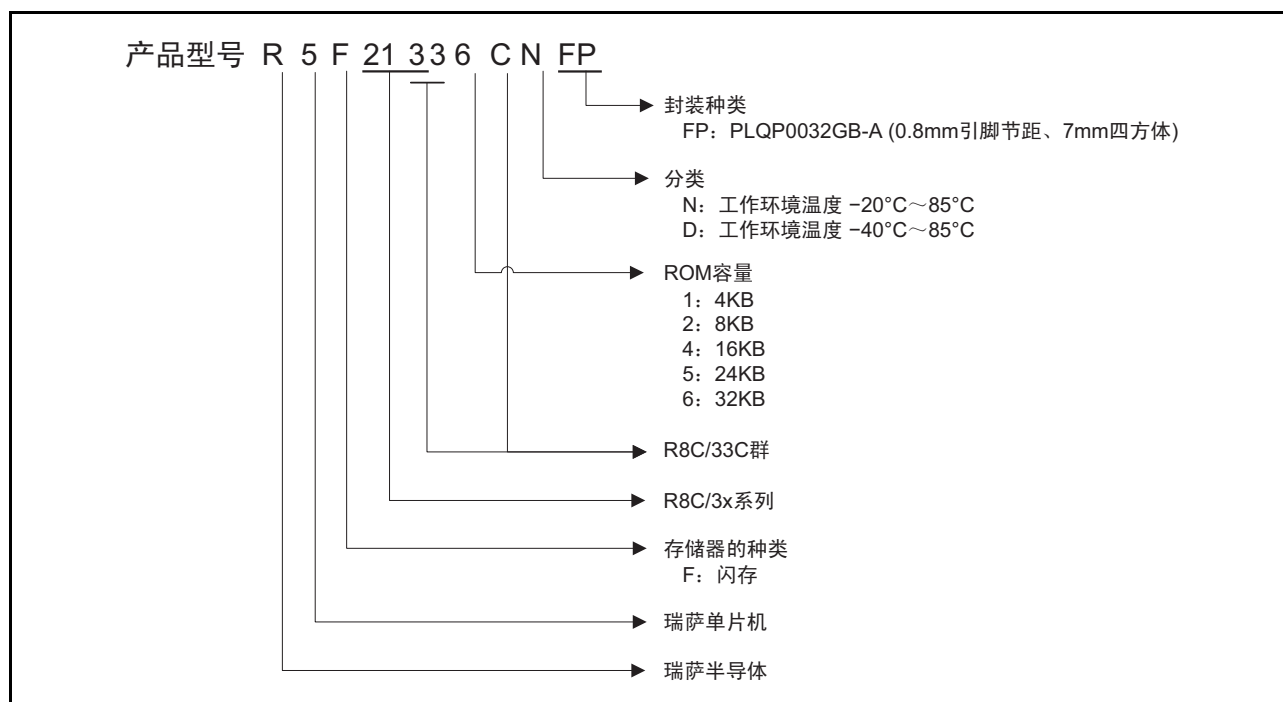 产品型号 R 5 F 21 3 3 6 C N FP
封装种类
FP：PLQP0032GB-A (0.8mm引脚节距、7mm四方体)
分类
N：工作环境温度 −20°C～85°C
D：工作环境温度 −40°C～85°C
ROM容量
1：4KB
2：8KB
4：16KB
5：24KB
6：32KB
R8C/33C群
R8C/3x系列
存储器的种类
F：闪存
瑞萨单片机
瑞萨半导体